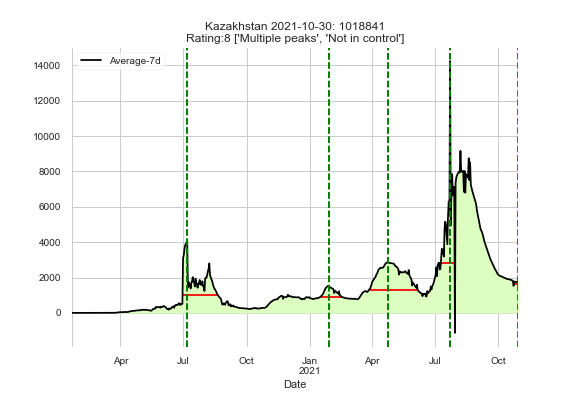 Kazakhstan 2021-10-30: 1018841
Rating:8 ['Multiple peaks', 'Not in control']
Average-7d
14000
12000
10000
8000
6000
4000
2000
0
Apr Jul Oct Jan Apr Jul Oct
2021
Date